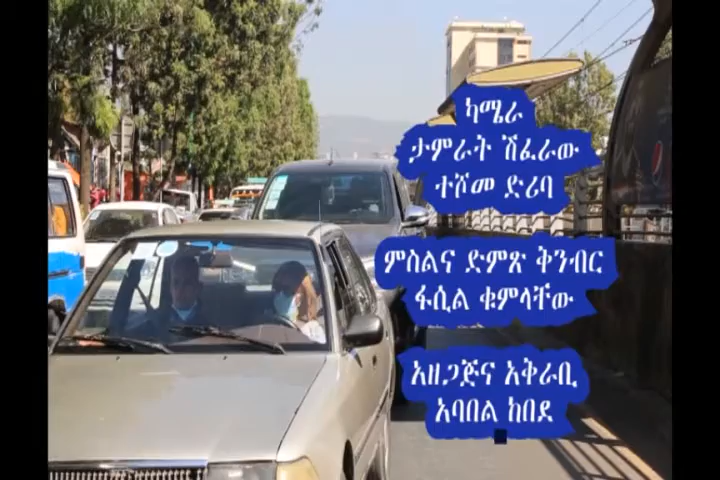 ካሜራ
ታምራት ሽፈራው
ተሾመ ድሪባ
ምስልና ድምጽ ቅንብር
ፋሲል ቁምላቸው
አዘጋጅና አቅራቢ
አባበል ከበደ